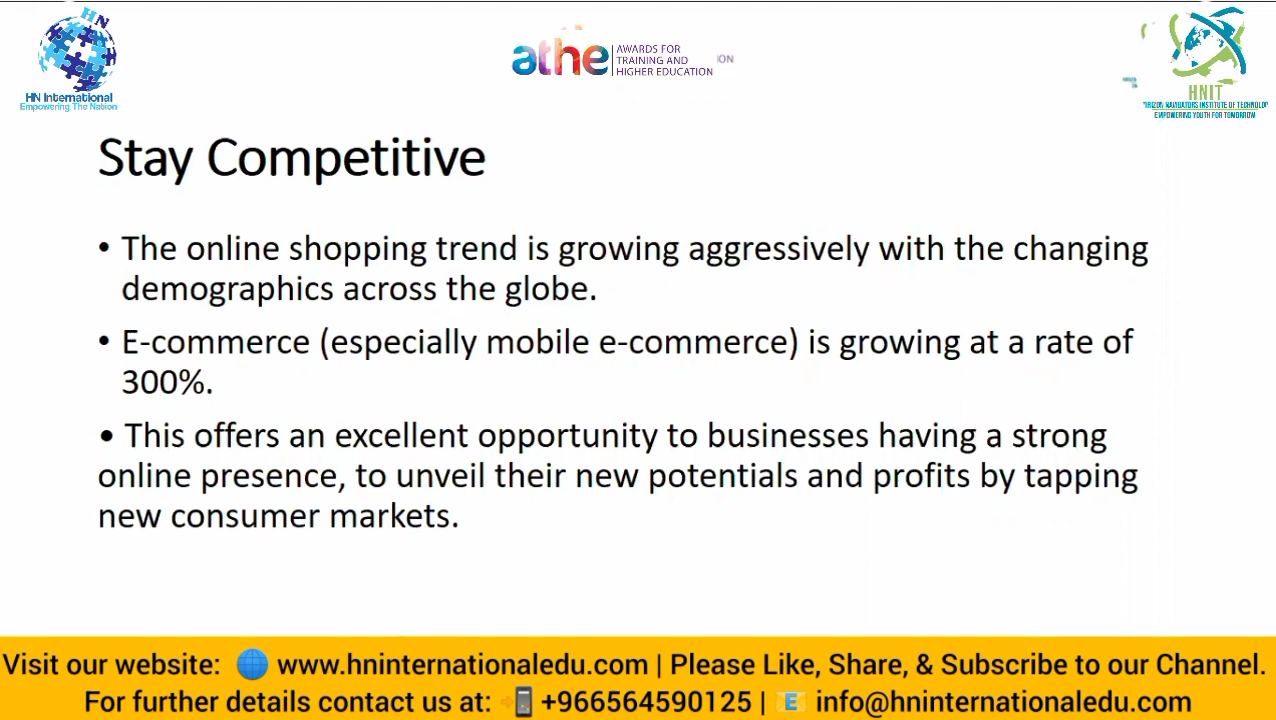 HN
HN International
Empowering The Nation
athe
AWARDS FOR
TRAINING AND
HIGHER EDUCATION
HNIT
INSTITUTE OF
EMPOWERING YOUTH FOR TOMORROW
Stay Competitive
• The online shopping trend is growing aggressively with the changing
demographics across the globe.
• E-commerce (especially mobile e-commerce) is growing at a rate of
300%.
• This offers an excellent opportunity to businesses having a strong
online presence, to unveil their new potentials and profits by tapping
new consumer markets.
Visit our website: www.hninternationaledu.com | Please Like, Share, & Subscribe to our Channel.
For further details contact us at: +966564590125 | info@hninternationaledu.com